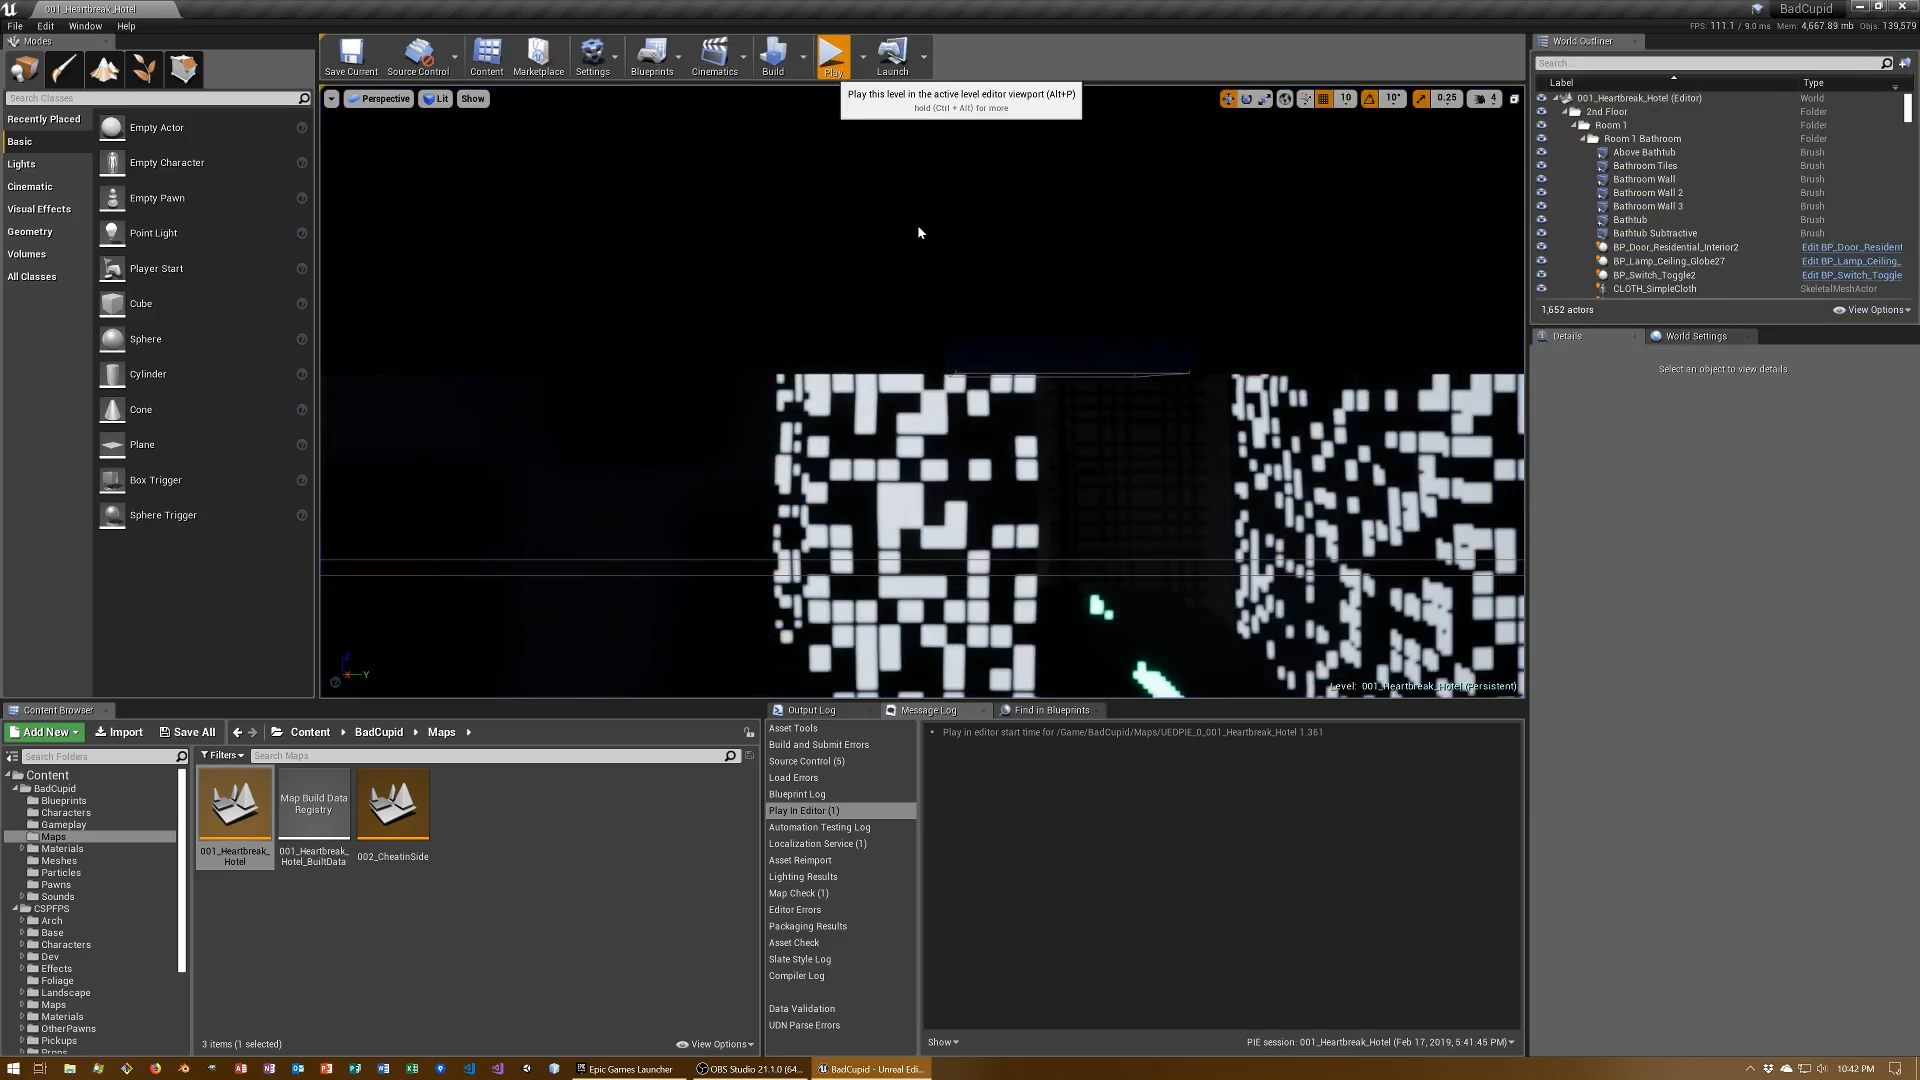 001_Heartbreak_Hotel
BadCupid
File Edit Window Help
FPS: 111.1 / 9.0 ms Mem: 4,667.89 mb Objs: 139,579
Modes
Search Classes
Recently Placed
Basic
Lights
Cinematic
Visual Effects
Geometry
Volumes
All Classes
Empty Actor
Empty Character
Empty Pawn
Point Light
Player Start
Cube
Sphere
Cylinder
Cone
Plane
Box Trigger
Sphere Trigger
Save Current
Source Control
Content
Marketplace
Settings
Blueprints
Cinematics
Build
Play
Launch
Perspective
Lit
Show
Play this level in the active level editor viewport (Alt+P)
hold (Ctrl + Alt) for more
10
10°
0.25
4
Z
X
Y
Level: 001_Heartbreak_Hotel (Persistent)
World Outliner
Search...
Label Type
001_Heartbreak_Hotel (Editor) World
2nd Floor Folder
Room 1 Folder
Room 1 Bathroom Folder
Above Bathtub Brush
Bathroom Tiles Brush
Bathroom Wall Brush
Bathroom Wall 2 Brush
Bathroom Wall 3 Brush
Bathtub Brush
Bathtub Subtractive Brush
BP_Door_Residential_Interior2 Edit BP_Door_Resident
BP_Lamp_Ceiling_Globe27 Edit BP_Lamp_Ceiling_
BP_Switch_Toggle2 Edit BP_Switch_Toggle
CLOTH_SimpleCloth SkeletalMeshActor
1,652 actors
View Options
Details
World Settings
Select an object to view details
Content Browser
Add New
Import
Save All
Content
BadCupid
Maps
Search Folders
Filters
Search Maps
Content
BadCupid
Blueprints
Characters
Gameplay
Maps
Materials
Meshes
Particles
Pawns
Sounds
CSPFPS
Arch
Base
Characters
Dev
Effects
Foliage
Landscape
Maps
Materials
OtherPawns
Pickups
Props
001_Heartbreak_
Hotel
Map Build Data
Registry
001_Heartbreak_
Hotel_BuiltData
002_CheatinSide
3 items (1 selected)
View Options
Output Log
Message Log
Find in Blueprints
Asset Tools
Build and Submit Errors
Source Control (5)
Load Errors
Blueprint Log
Play In Editor (1)
Automation Testing Log
Localization Service (1)
Asset Reimport
Lighting Results
Map Check (1)
Editor Errors
Packaging Results
Asset Check
Slate Style Log
Compiler Log
Data Validation
UDN Parse Errors
Play in editor start time for /Game/BadCupid/Maps/UEDPIE_0_001_Heartbreak_Hotel 1.361
Show
PIE session: 001_Heartbreak_Hotel (Feb 17, 2019, 5:41:45 PM)
Epic Games Launcher
OBS Studio 21.1.0 (64...
BadCupid - Unreal Edi...
10:42 PM